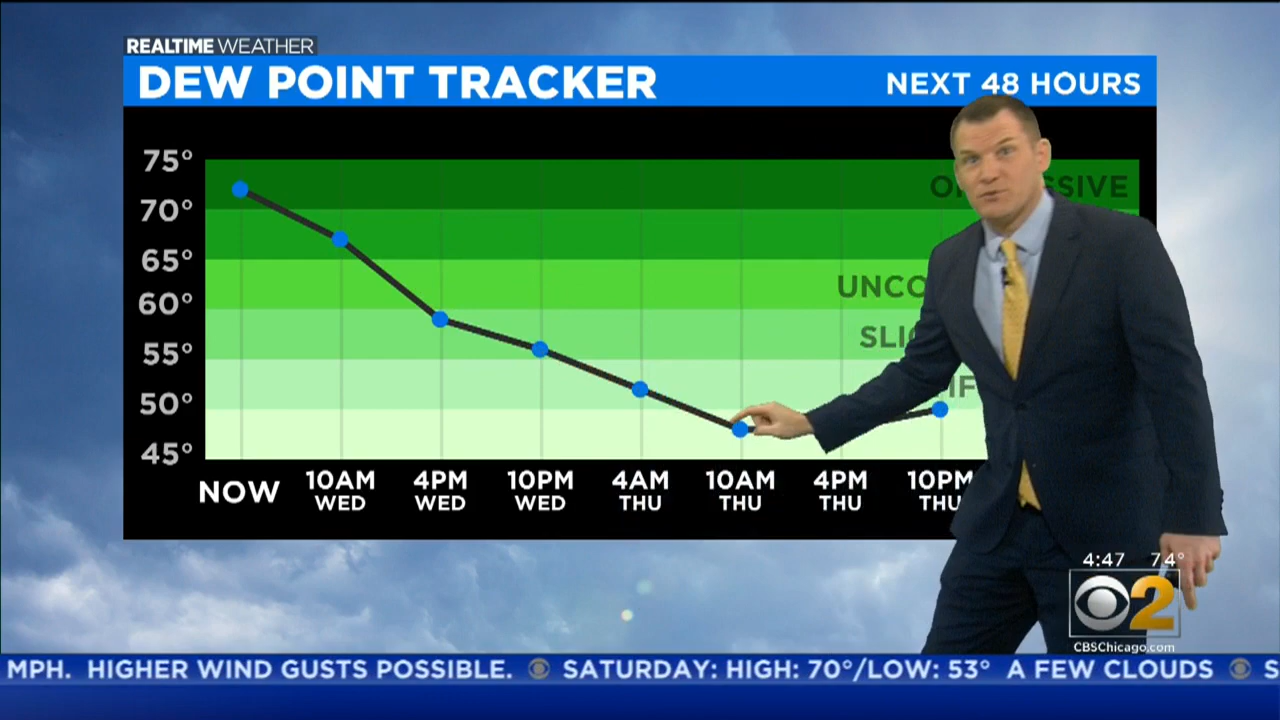 REALTIME WEATHER
DEW POINT TRACKER
NEXT 48 HOURS
75°
70°
65°
60°
55°
50°
45°
NOW
10AM
WED
4PM
WED
10PM
WED
4AM
THU
10AM
THU
4PM
THU
10PM
THU
4:47 74°
2
CBSChicago.com
MPH. HIGHER WIND GUSTS POSSIBLE. SATURDAY: HIGH: 70°/LOW: 53° A FEW CLOUDS S